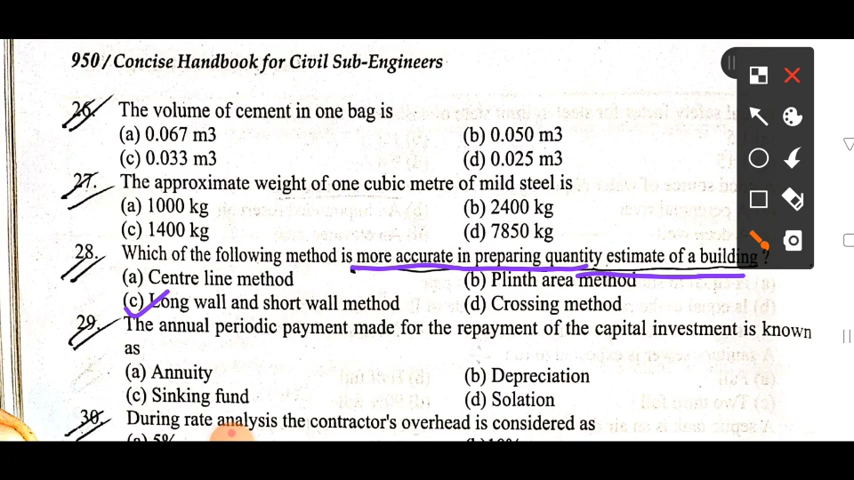 950/Concise Handbook for Civil Sub-Engineers
26. The volume of cement in one bag is
(a) 0.067 m3 (b) 0.050 m3
(c) 0.033 m3 (d) 0.025 m3
27. The approximate weight of one cubic metre of mild steel is
(a) 1000 kg (b) 2400 kg
(c) 1400 kg (d) 7850 kg
28. Which of the following method is more accurate in preparing quantity estimate of a building ?
(a) Centre line method (b) Plinth area method
(c) Long wall and short wall method (d) Crossing method
29. The annual periodic payment made for the repayment of the capital investment is known
as
(a) Annuity (b) Depreciation
(c) Sinking fund (d) Solation
30. During rate analysis the contractor's overhead is considered as
(a) 5% (b) 10%